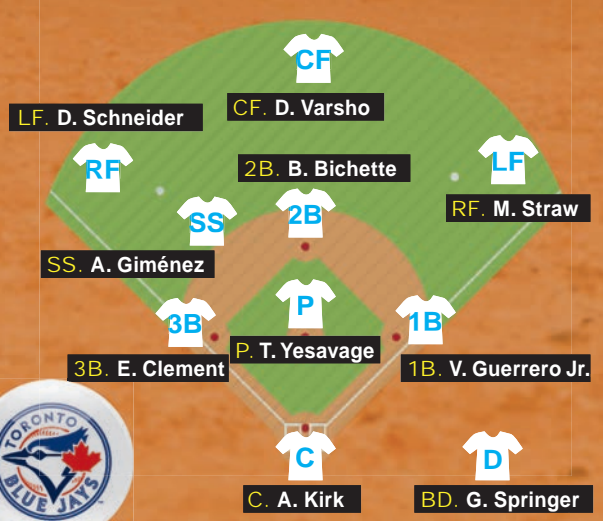 CF
CF. D. Varsho
LF. D. Schneider
RF
LF
2B. B. Bichette
RF. M. Straw
SS
2B
SS. A. Giménez
3B
P
1B
P. T. Yesavage
3B. E. Clement
1B. V. Guerrero Jr.
TORONTO
BLUE JAYS
C
D
C. A. Kirk
BD. G. Springer